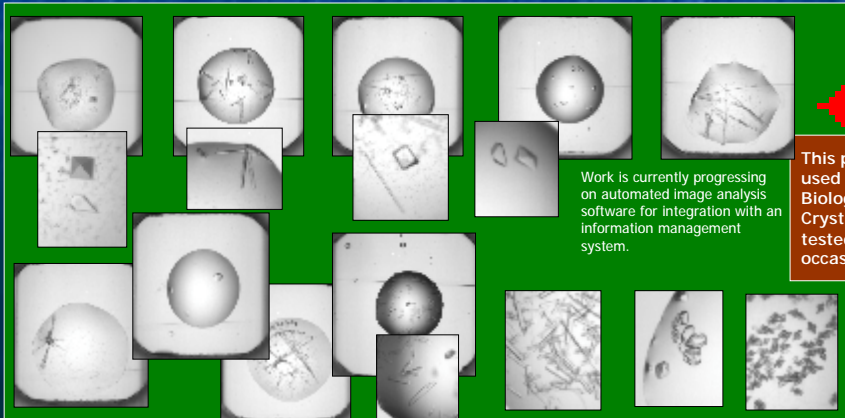 Work is currently progressing
on automated image analysis
software for integration with an
information management
system.
This p
used
Biolog
Cryst
tested
occas